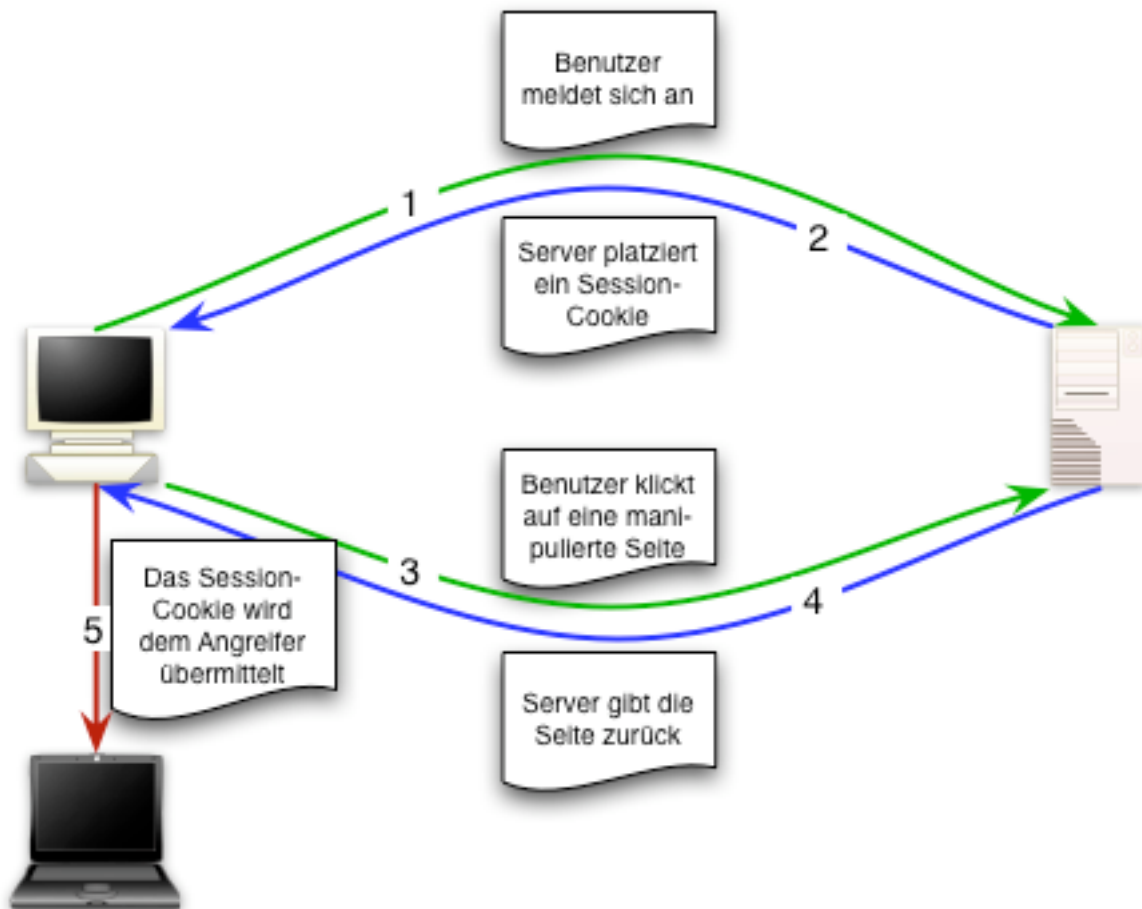 Benutzer
meldet sich an
1
2
Server platziert
ein Session-
Cookie
Benutzer klickt
auf eine mani-
pulierte Seite
3
4
5
Das Session-
Cookie wird
dem Angreifer
übermittelt
Server gibt die
Seite zurück